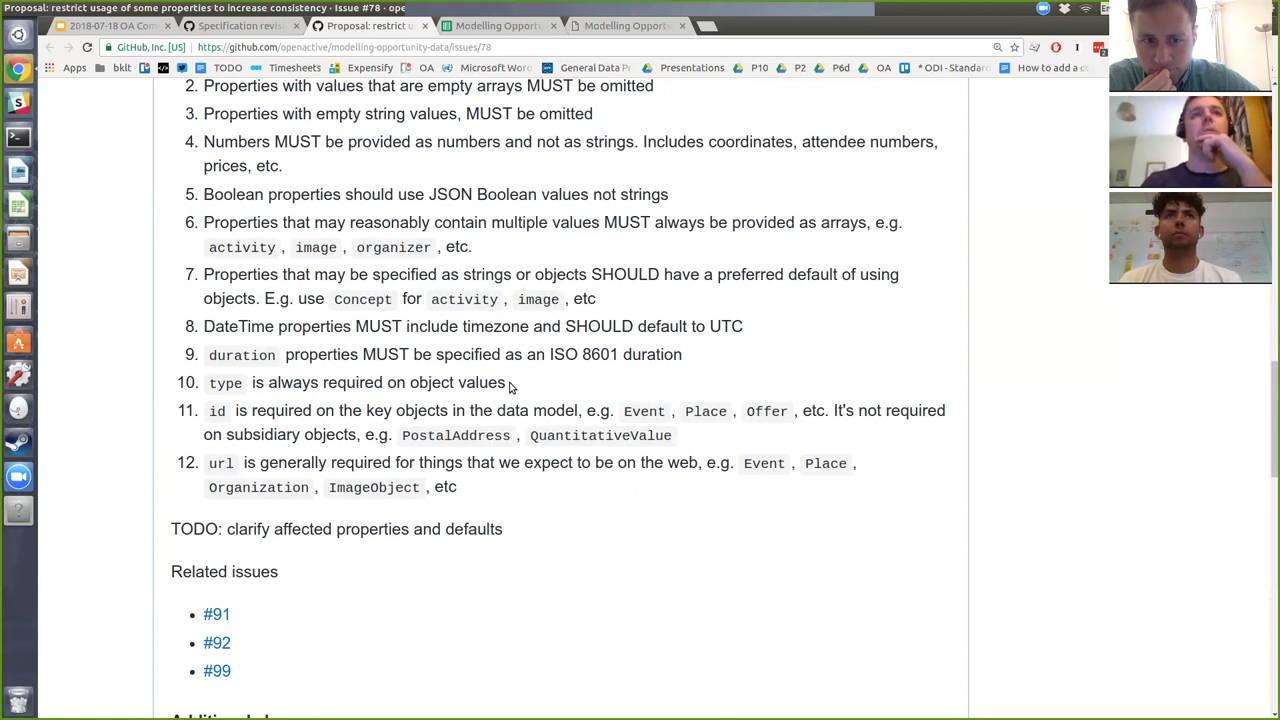 Proposal: restrict usage of some properties to increase consistency · Issue #78 · ope
2018-07-18 OA Com
Specification revis
Proposal: restrict u
Modelling Opportu
Modelling Opportu
GitHub, Inc. [US]
https://github.com/openactive/modelling-opportunity-data/issues/78
Apps
bklt
TODO
Timesheets
Expensify
OA
Microsoft Word
General Data P
Presentations
P10
P2
P6d
OA
* ODI - Standard
How to add a c
2. Properties with values that are empty arrays MUST be omitted
3. Properties with empty string values, MUST be omitted
4. Numbers MUST be provided as numbers and not as strings. Includes coordinates, attendee numbers,
prices, etc.
5. Boolean properties should use JSON Boolean values not strings
6. Properties that may reasonably contain multiple values MUST always be provided as arrays, e.g.
activity , image , organizer , etc.
7. Properties that may be specified as strings or objects SHOULD have a preferred default of using
objects. E.g. use Concept for activity , image , etc
8. DateTime properties MUST include timezone and SHOULD default to UTC
9. duration properties MUST be specified as an ISO 8601 duration
10. type is always required on object values
11. id is required on the key objects in the data model, e.g. Event , Place , Offer , etc. It's not required
on subsidiary objects, e.g. PostalAddress , QuantitativeValue
12. url is generally required for things that we expect to be on the web, e.g. Event , Place ,
Organization , ImageObject , etc
TODO: clarify affected properties and defaults
Related issues
• #91
• #92
• #99